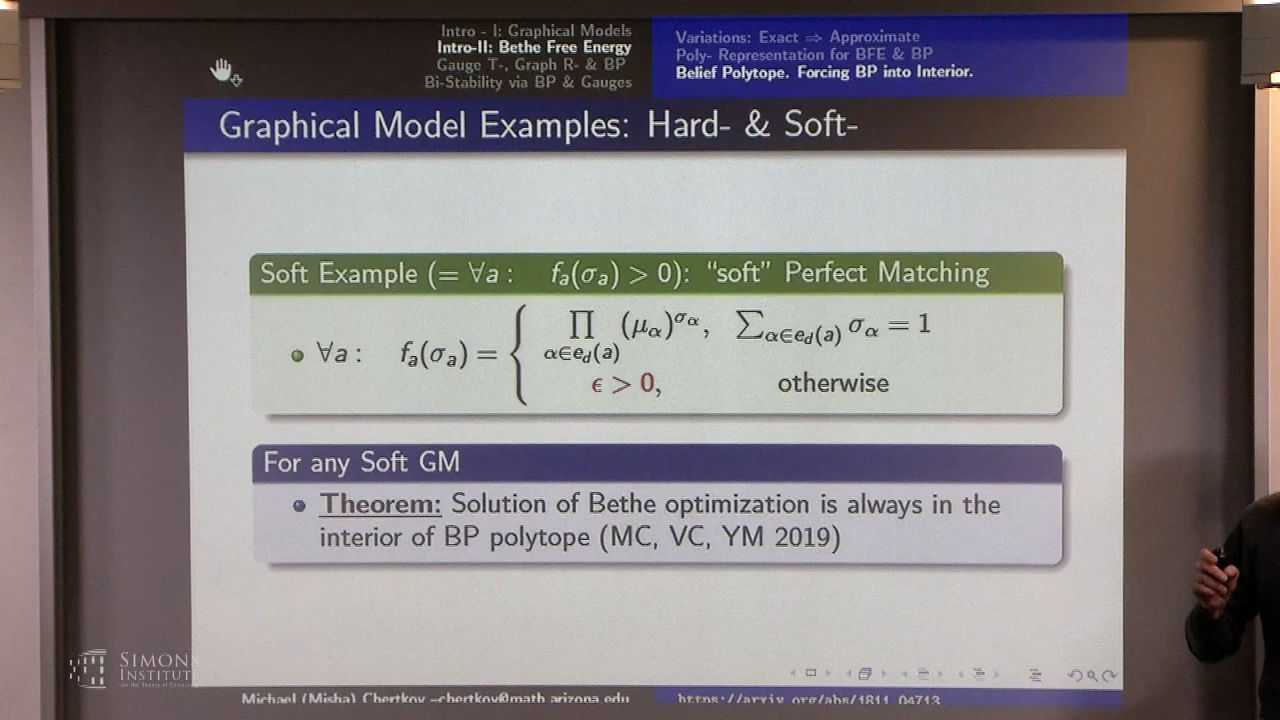 Intro - I: Graphical Models
Intro-II: Bethe Free Energy
Gauge T-, Graph R- & BP
Bi-Stability via BP & Gauges
Variations: Exact ⇒ Approximate
Poly- Representation for BFE & BP
Belief Polytope. Forcing BP into Interior.
Graphical Model Examples: Hard- & Soft-
Soft Example (= ∀a : f_a(σ_a) > 0): "soft" Perfect Matching
∀a : f_a(σ_a) = { ∏_{α∈e_d(a)} (μ_α)^{σ_α}, ∑_{α∈e_d(a)} σ_α = 1
ϵ > 0, otherwise
For any Soft GM
Theorem: Solution of Bethe optimization is always in the
interior of BP polytope (MC, VC, YM 2019)
SIMONS
INSTITUTE
Michael (Misha) Chertkov –chertkov@math.arizona.edu
https://arxiv.org/abs/1811.04713